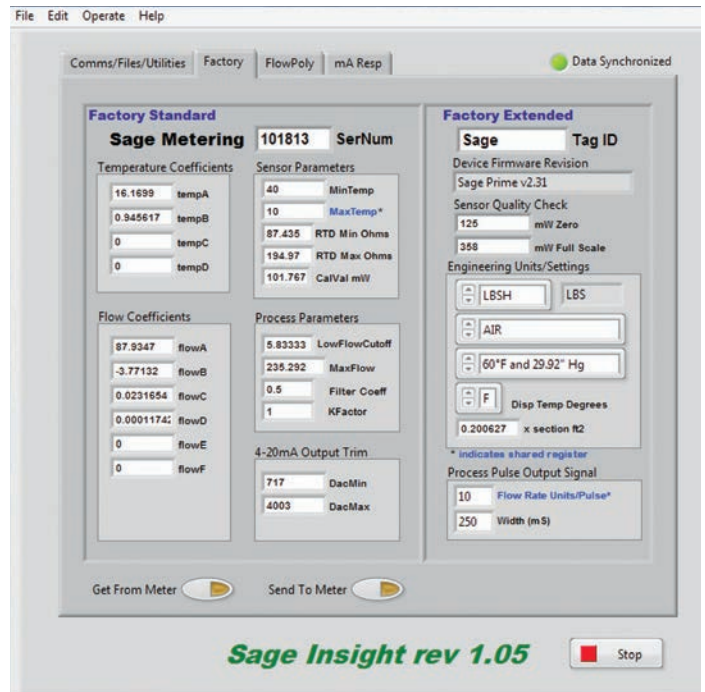 File Edit Operate Help
Comms/Files/Utilities Factory FlowPoly mA Resp Data Synchronized
Factory Standard
Sage Metering 101813 SerNum
Temperature Coefficients
16.1699 tempA
0.945617 tempB
0 tempC
0 tempD
Sensor Parameters
40 MinTemp
10 MaxTemp*
87.435 RTD Min Ohms
194.97 RTD Max Ohms
101.767 CalVal mW
Flow Coefficients
87.9347 flowA
-3.77132 flowB
0.0231654 flowC
0.00011742 flowD
0 flowE
0 flowF
Process Parameters
5.83333 LowFlowCutoff
235.292 MaxFlow
0.5 Filter Coeff
1 KFactor
4-20mA Output Trim
717 DacMin
4003 DacMax
Factory Extended
Sage Tag ID
Device Firmware Revision
Sage Prime v2.31
Sensor Quality Check
125 mW Zero
358 mW Full Scale
Engineering Units/Settings
LBSH LBS
AIR
60°F and 29.92" Hg
F Disp Temp Degrees
0.200627 x section ft2
* indicates shared register
Process Pulse Output Signal
10 Flow Rate Units/Pulse*
250 Width (mS)
Get From Meter Send To Meter
Sage Insight rev 1.05 Stop